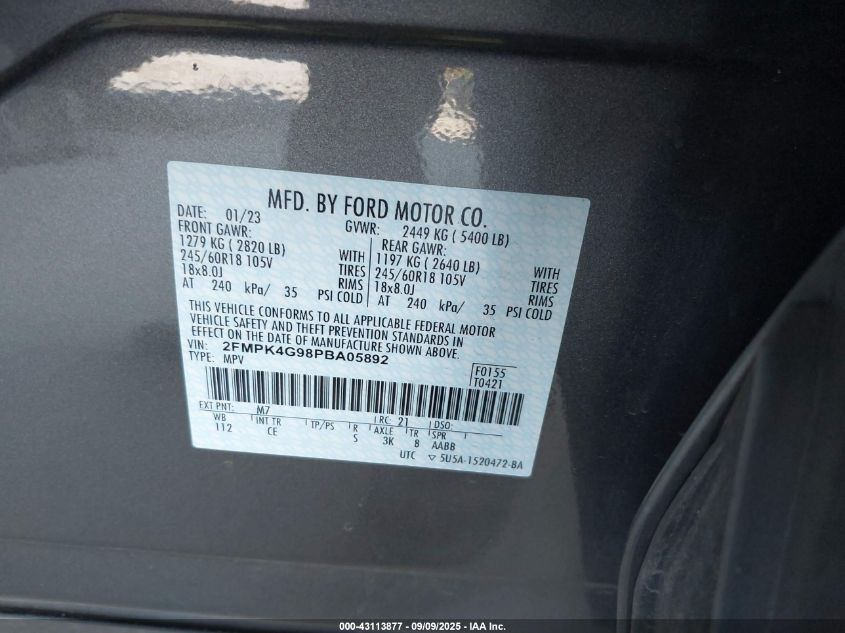 MFD. BY FORD MOTOR CO.
DATE: 01/23 GVWR: 2449 KG ( 5400 LB)
FRONT GAWR: REAR GAWR:
1279 KG ( 2820 LB) WITH 1197 KG ( 2640 LB) WITH
245/60R18 105V TIRES 245/60R18 105V TIRES
18x8.0J RIMS 18x8.0J RIMS
AT 240 kPa/ 35 PSI COLD AT 240 kPa/ 35 PSI COLD
THIS VEHICLE CONFORMS TO ALL APPLICABLE FEDERAL MOTOR
VEHICLE SAFETY AND THEFT PREVENTION STANDARDS IN
EFFECT ON THE DATE OF MANUFACTURE SHOWN ABOVE.
VIN: 2FMPK4G98PBA05892
TYPE: MPV
F0155
T0421
EXT PNT: M7 RC: 21 DSO:
WB INT TR TP/PS R AXLE TR SPR
112 CE S 3K 8 AABB
UTC ▽ 5U5A-1520472-BA
000-43113877 - 09/09/2025 - IAA Inc.